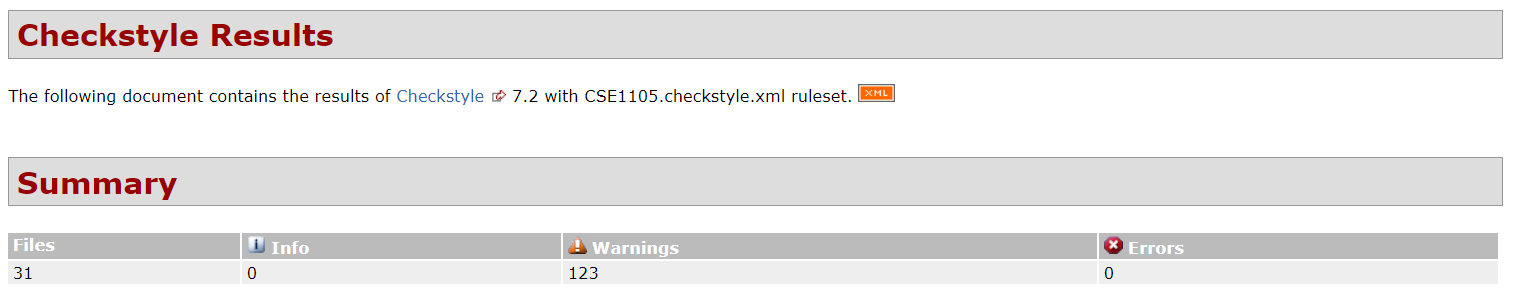 Checkstyle Results
The following document contains the results of Checkstyle 7.2 with CSE1105.checkstyle.xml ruleset. XML
Summary
Files Info Warnings Errors
31 0 123 0